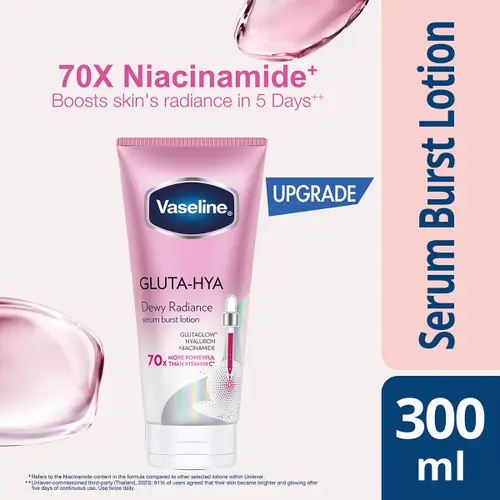 70X Niacinamide+
Boosts skin's radiance in 5 Days++
Vaseline®
UPGRADE
GLUTA-HYA
Dewy Radiance
serum burst lotion
GLUTAGLOW™
HYALURON
NIACINAMIDE
70X MORE POWERFUL
THAN VITAMIN C*
Serum Burst Lotion
300
ml
+Refers to the Niacinamide content in the formula compared to other selected lotions within Unilever.
++Unilever-commissioned third-party (Thailand, 2023): 61% of users agreed that their skin became brighter and glowing after
five days of continuous use. Use twice daily.